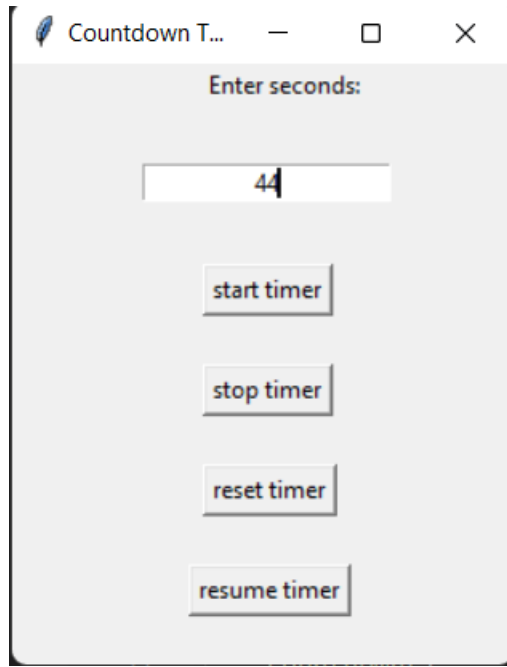 Countdown T...
Enter seconds:
44
start timer
stop timer
reset timer
resume timer